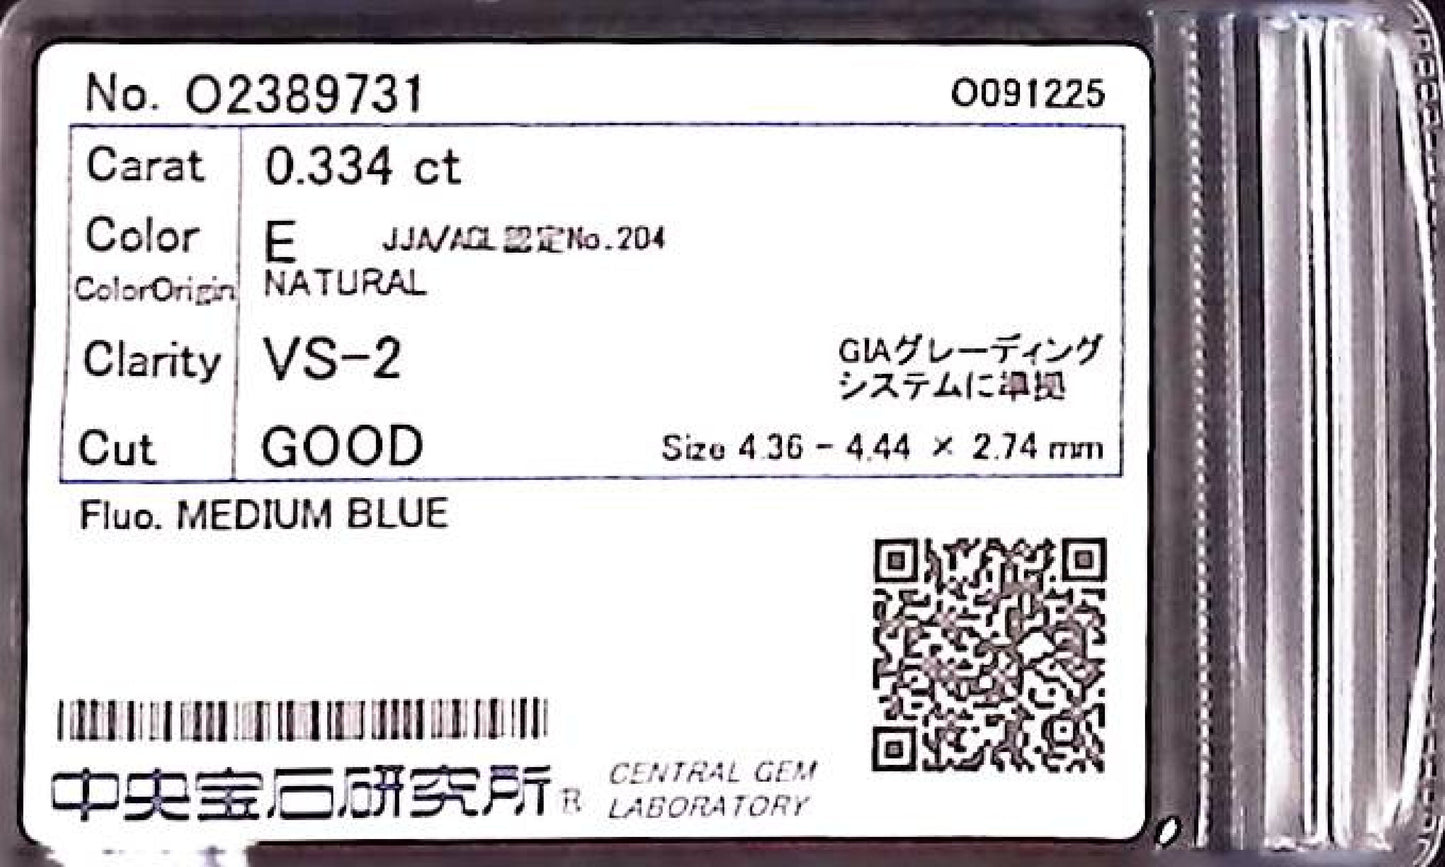 No. O2389731
O091225
Carat 0.334 ct
Color E JJA/AGL認定No.204
ColorOrigin NATURAL
Clarity VS-2
GIAグレーディング
システムに準拠
Cut GOOD Size 4.36 - 4.44 × 2.74 mm
Fluo. MEDIUM BLUE
中央宝石研究所® CENTRAL GEM
LABORATORY